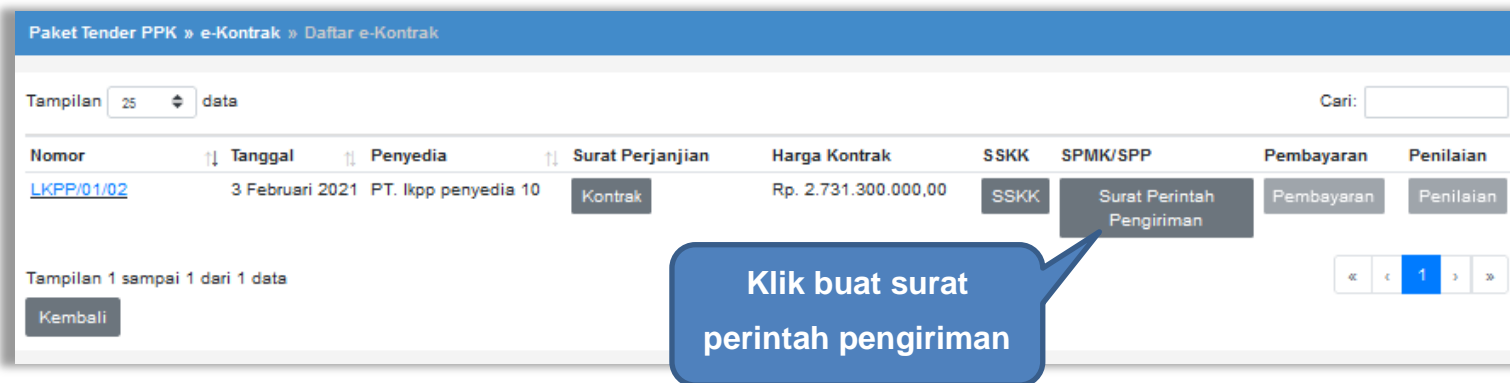 Paket Tender PPK » e-Kontrak » Daftar e-Kontrak
Tampilan 25 data
Cari:
Nomor Tanggal Penyedia Surat Perjanjian Harga Kontrak SSKK SPMK/SPP Pembayaran Penilaian
LKPP/01/02 3 Februari 2021 PT. lkpp penyedia 10 Kontrak Rp. 2.731.300.000,00 SSKK Surat Perintah Pembayaran Penilaian
Pengiriman
Tampilan 1 sampai 1 dari 1 data
« ‹ 1 › »
Kembali
Klik buat surat
perintah pengiriman